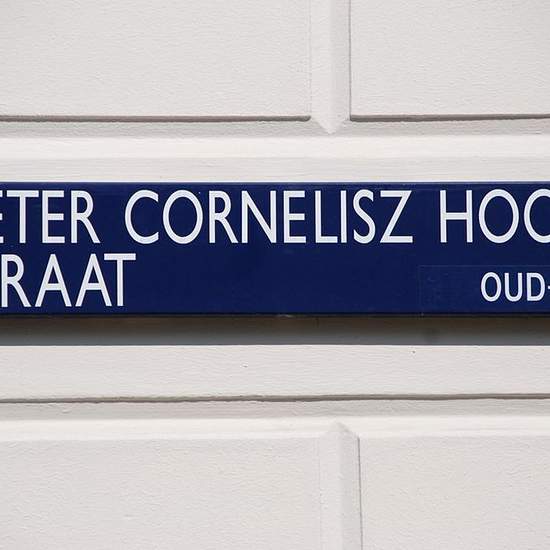 ETER CORNELISZ HOO
RAAT OUD-